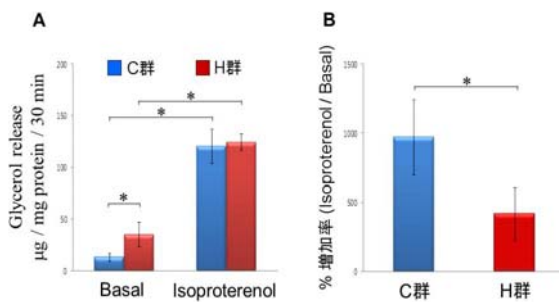 A
C群
H群
Glycerol release
µg / mg protein / 30 min
200
150
100
50
0
*
*
*
Basal
Isoproterenol
B
% 増加率 (Isoproterenol / Basal)
1500
1000
500
0
*
C群
H群